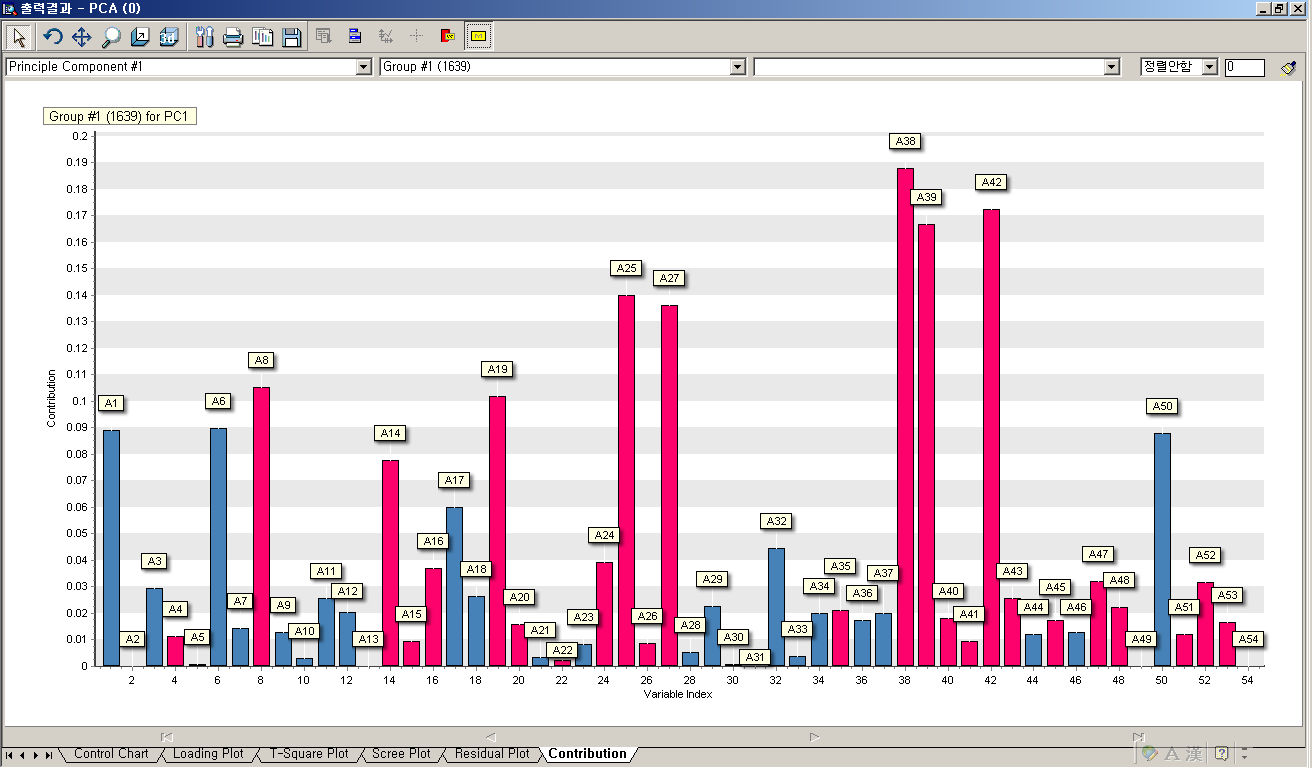 출력결과 - PCA (0)
Principle Component #1
Group #1 (1639)
정렬안함
0
Group #1 (1639) for PC1
0.2
0.19
0.18
0.17
0.16
0.15
0.14
0.13
0.12
0.11
0.1
0.09
0.08
0.07
0.06
0.05
0.04
0.03
0.02
0.01
0
Contribution
A1
A2
A3
A4
A5
A6
A7
A8
A9
A10
A11
A12
A13
A14
A15
A16
A17
A18
A19
A20
A21
A22
A23
A24
A25
A26
A27
A28
A29
A30
A31
A32
A33
A34
A35
A36
A37
A38
A39
A40
A41
A42
A43
A44
A45
A46
A47
A48
A49
A50
A51
A52
A53
A54
2 4 6 8 10 12 14 16 18 20 22 24 26 28 30 32 34 36 38 40 42 44 46 48 50 52 54
Variable Index
Control Chart Loading Plot T-Square Plot Scree Plot Residual Plot Contribution
A 漢 ?